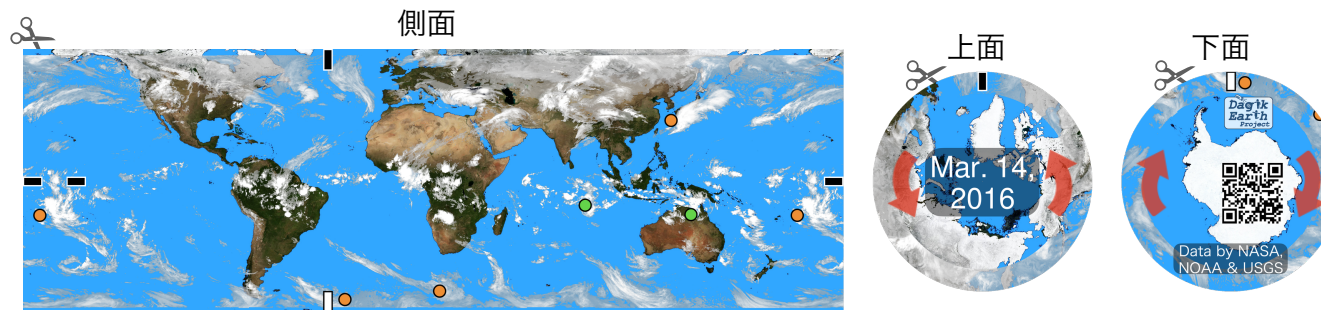 側面
上面
下面
Mar. 14,
2016
Dagik
Earth
Project
Data by NASA,
NOAA & USGS